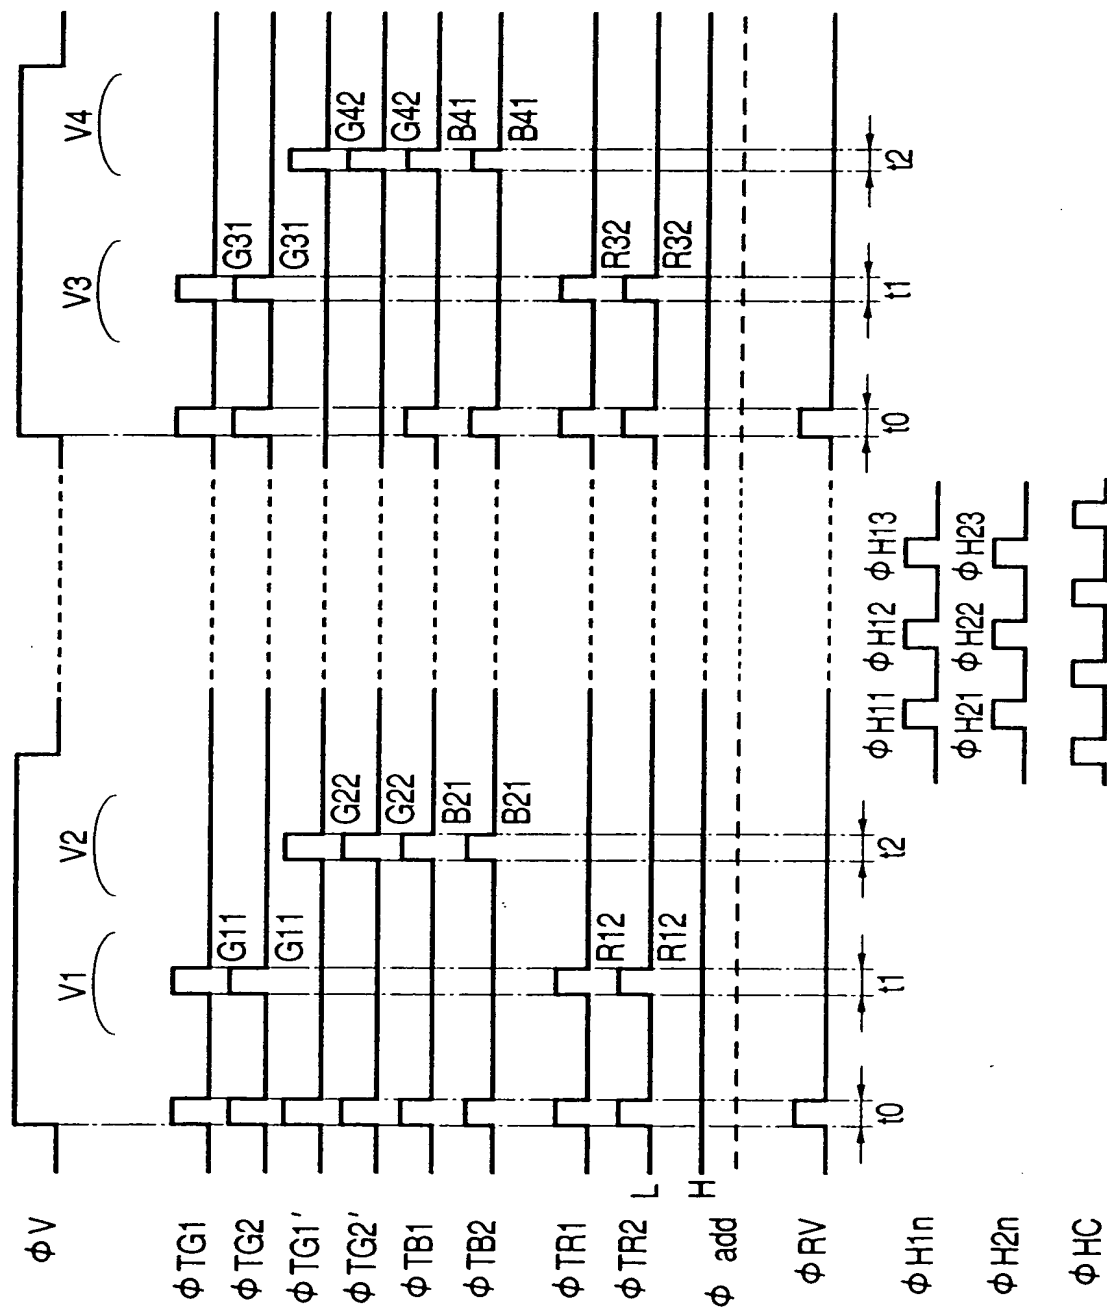 φV
V1 V2 V3 V4
φTG1 G11 G31
φTG2 G11 G31
φTG1' G22 G42
φTG2' G22 G42
φTB1 B21 B41
φTB2 B21 B41
φTR1 R12 R32
φTR2 R12 R32
L
H
φadd
φRV
t0 t1 t2 t0 t1 t2
φH1n φH11 φH12 φH13
φH2n φH21 φH22 φH23
φHC